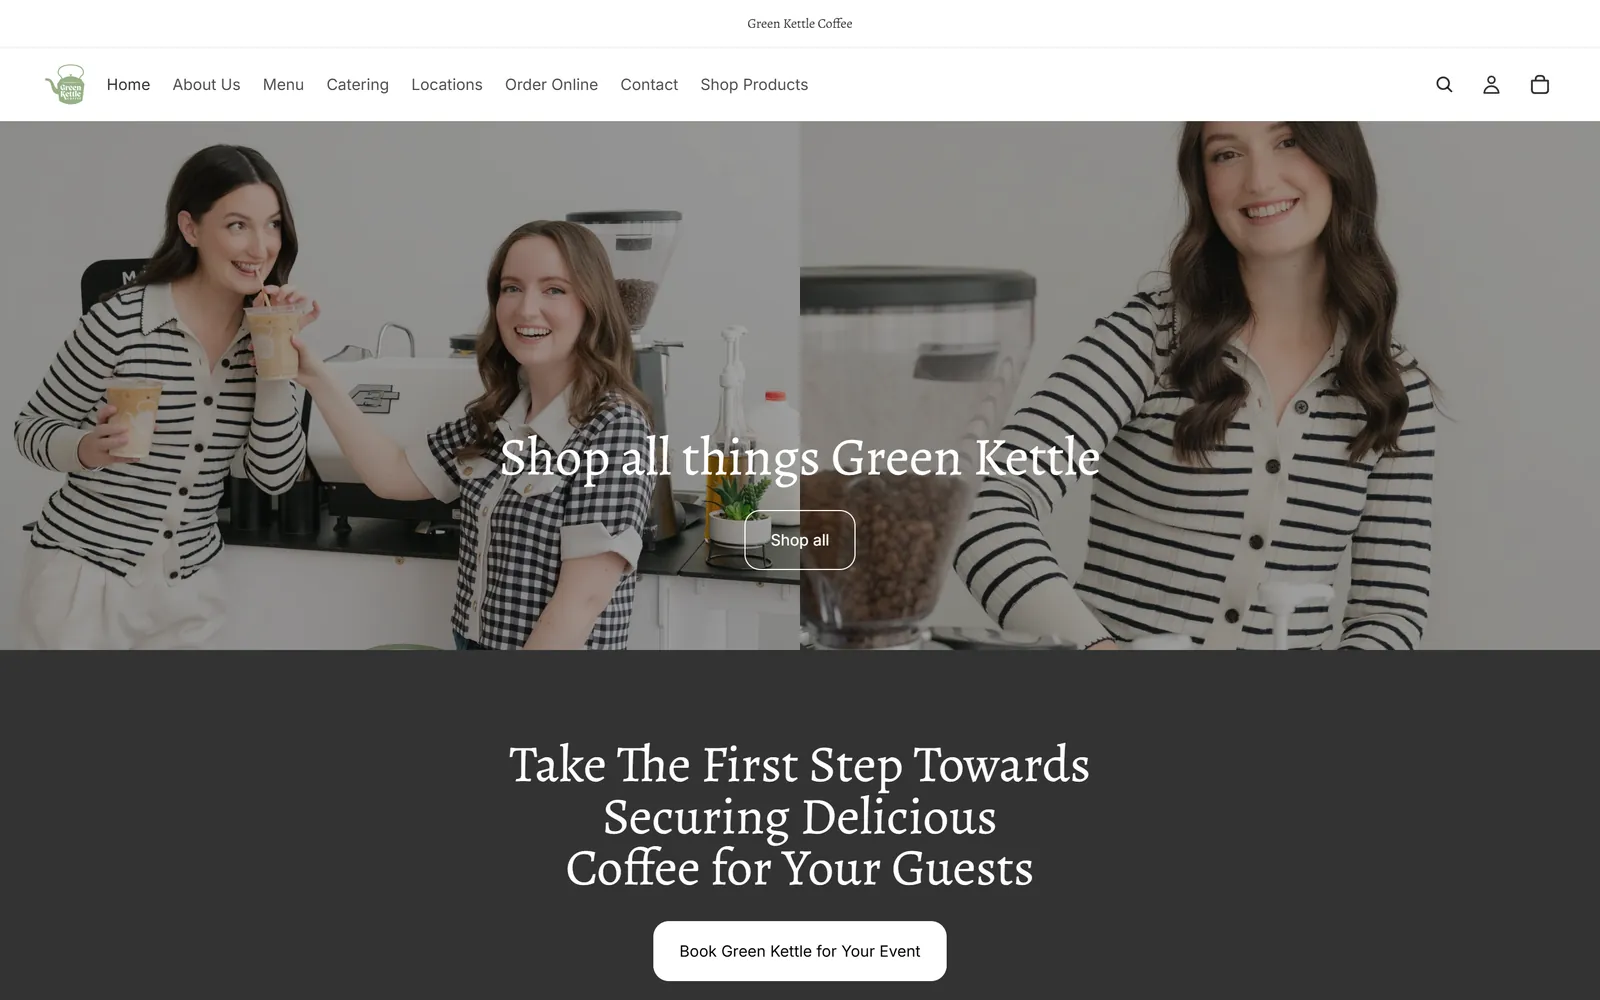 Green Kettle Coffee
Green
Kettle
Home About Us Menu Catering Locations Order Online Contact Shop Products
M
Shop all things Green Kettle
Shop all
Take The First Step Towards
Securing Delicious
Coffee for Your Guests
Book Green Kettle for Your Event